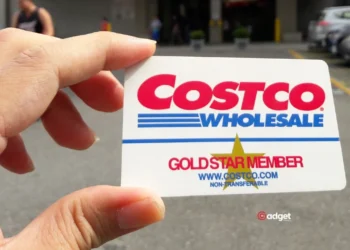 COSTCO
WHOLESALE
GOLD STAR MEMBER
WWW.COSTCO.COM
NON-TRANSFERABLE
adget